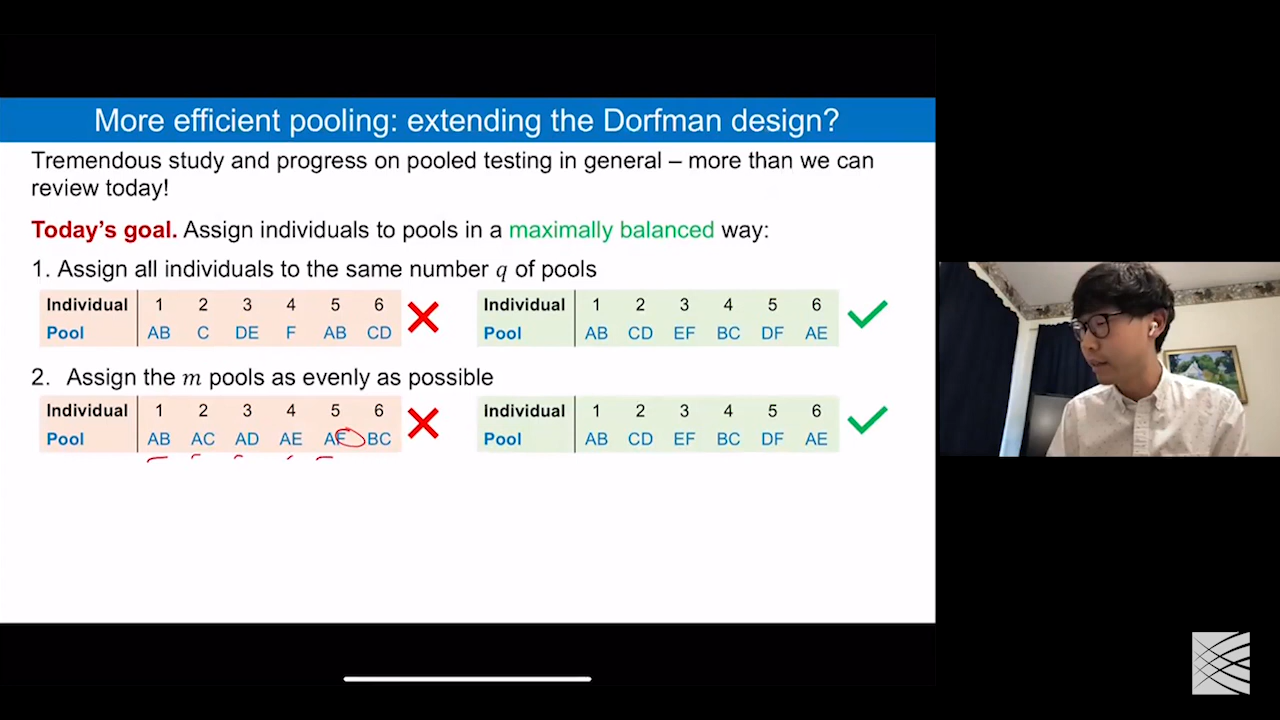 More efficient pooling: extending the Dorfman design?
Tremendous study and progress on pooled testing in general – more than we can
review today!
Today's goal. Assign individuals to pools in a maximally balanced way:
1. Assign all individuals to the same number q of pools
Individual 1 2 3 4 5 6
Pool AB C DE F AB CD
Individual 1 2 3 4 5 6
Pool AB CD EF BC DF AE
2. Assign the m pools as evenly as possible
Individual 1 2 3 4 5 6
Pool AB AC AD AE AF BC
Individual 1 2 3 4 5 6
Pool AB CD EF BC DF AE